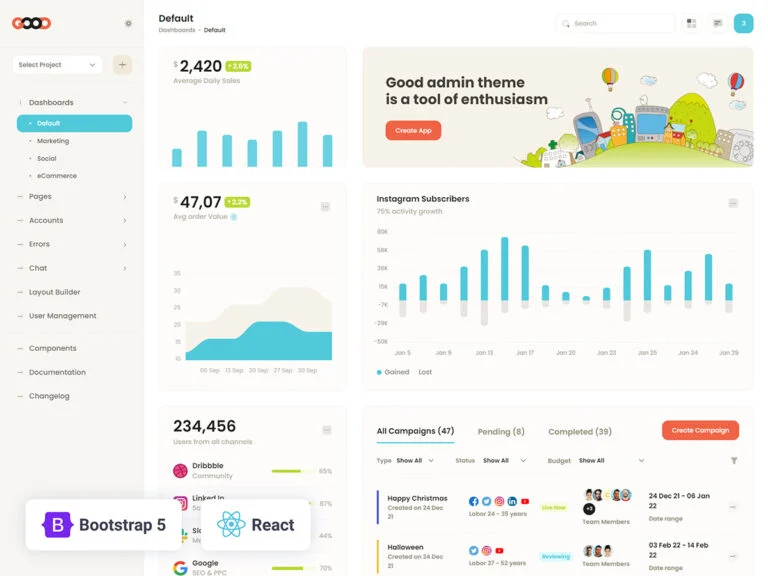 GOOD
Default
Dashboards • Default
Search
3
Select Project
+
Dashboards
Default
Marketing
Social
eCommerce
Pages
Accounts
Errors
Chat
Layout Builder
User Management
Components
Documentation
Changelog
$ 2,420 2.6%
Average Daily Sales
Good admin theme
is a tool of enthusiasm
Create App
$ 47,07 2.2%
Avg order Value
35
30
25
20
15
10
06 Sep 13 Sep 20 Sep 27 Sep 30 Sep
Instagram Subscribers
75% activity growth
80K
58K
36K
15K
-7K
-29K
-50K
Jan 5 Jan 9 Jan 13 Jan 17 Jan 20 Jan 23 Jan 25 Jan 24 Jan 29
Gained Lost
234,456
Users from all channels
Dribbble
Community
65%
Linked In
87%
44%
Google
SEO & PPC
70%
All Campaigns (47) Pending (8) Completed (39)
Create Campaign
Type Show All Status Show All Budget Show All
Happy Christmas
Created on 24 Dec
21
Labor 24 - 35 years
Live Now
+3
Team Members
24 Dec 21 - 06 Jan
22
Date range
Halloween
Created on 24 Dec
21
Labor 37 - 52 years
Reviewing
Team Members
03 Feb 22 - 14 Feb
22
Date range
B Bootstrap 5
React